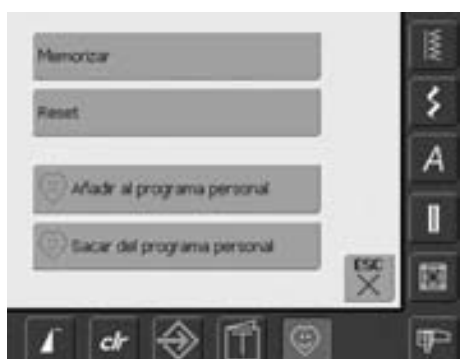 Memorizar
Reset
Añadir al programa personal
Sacar del programa personal
ESC
A
clr